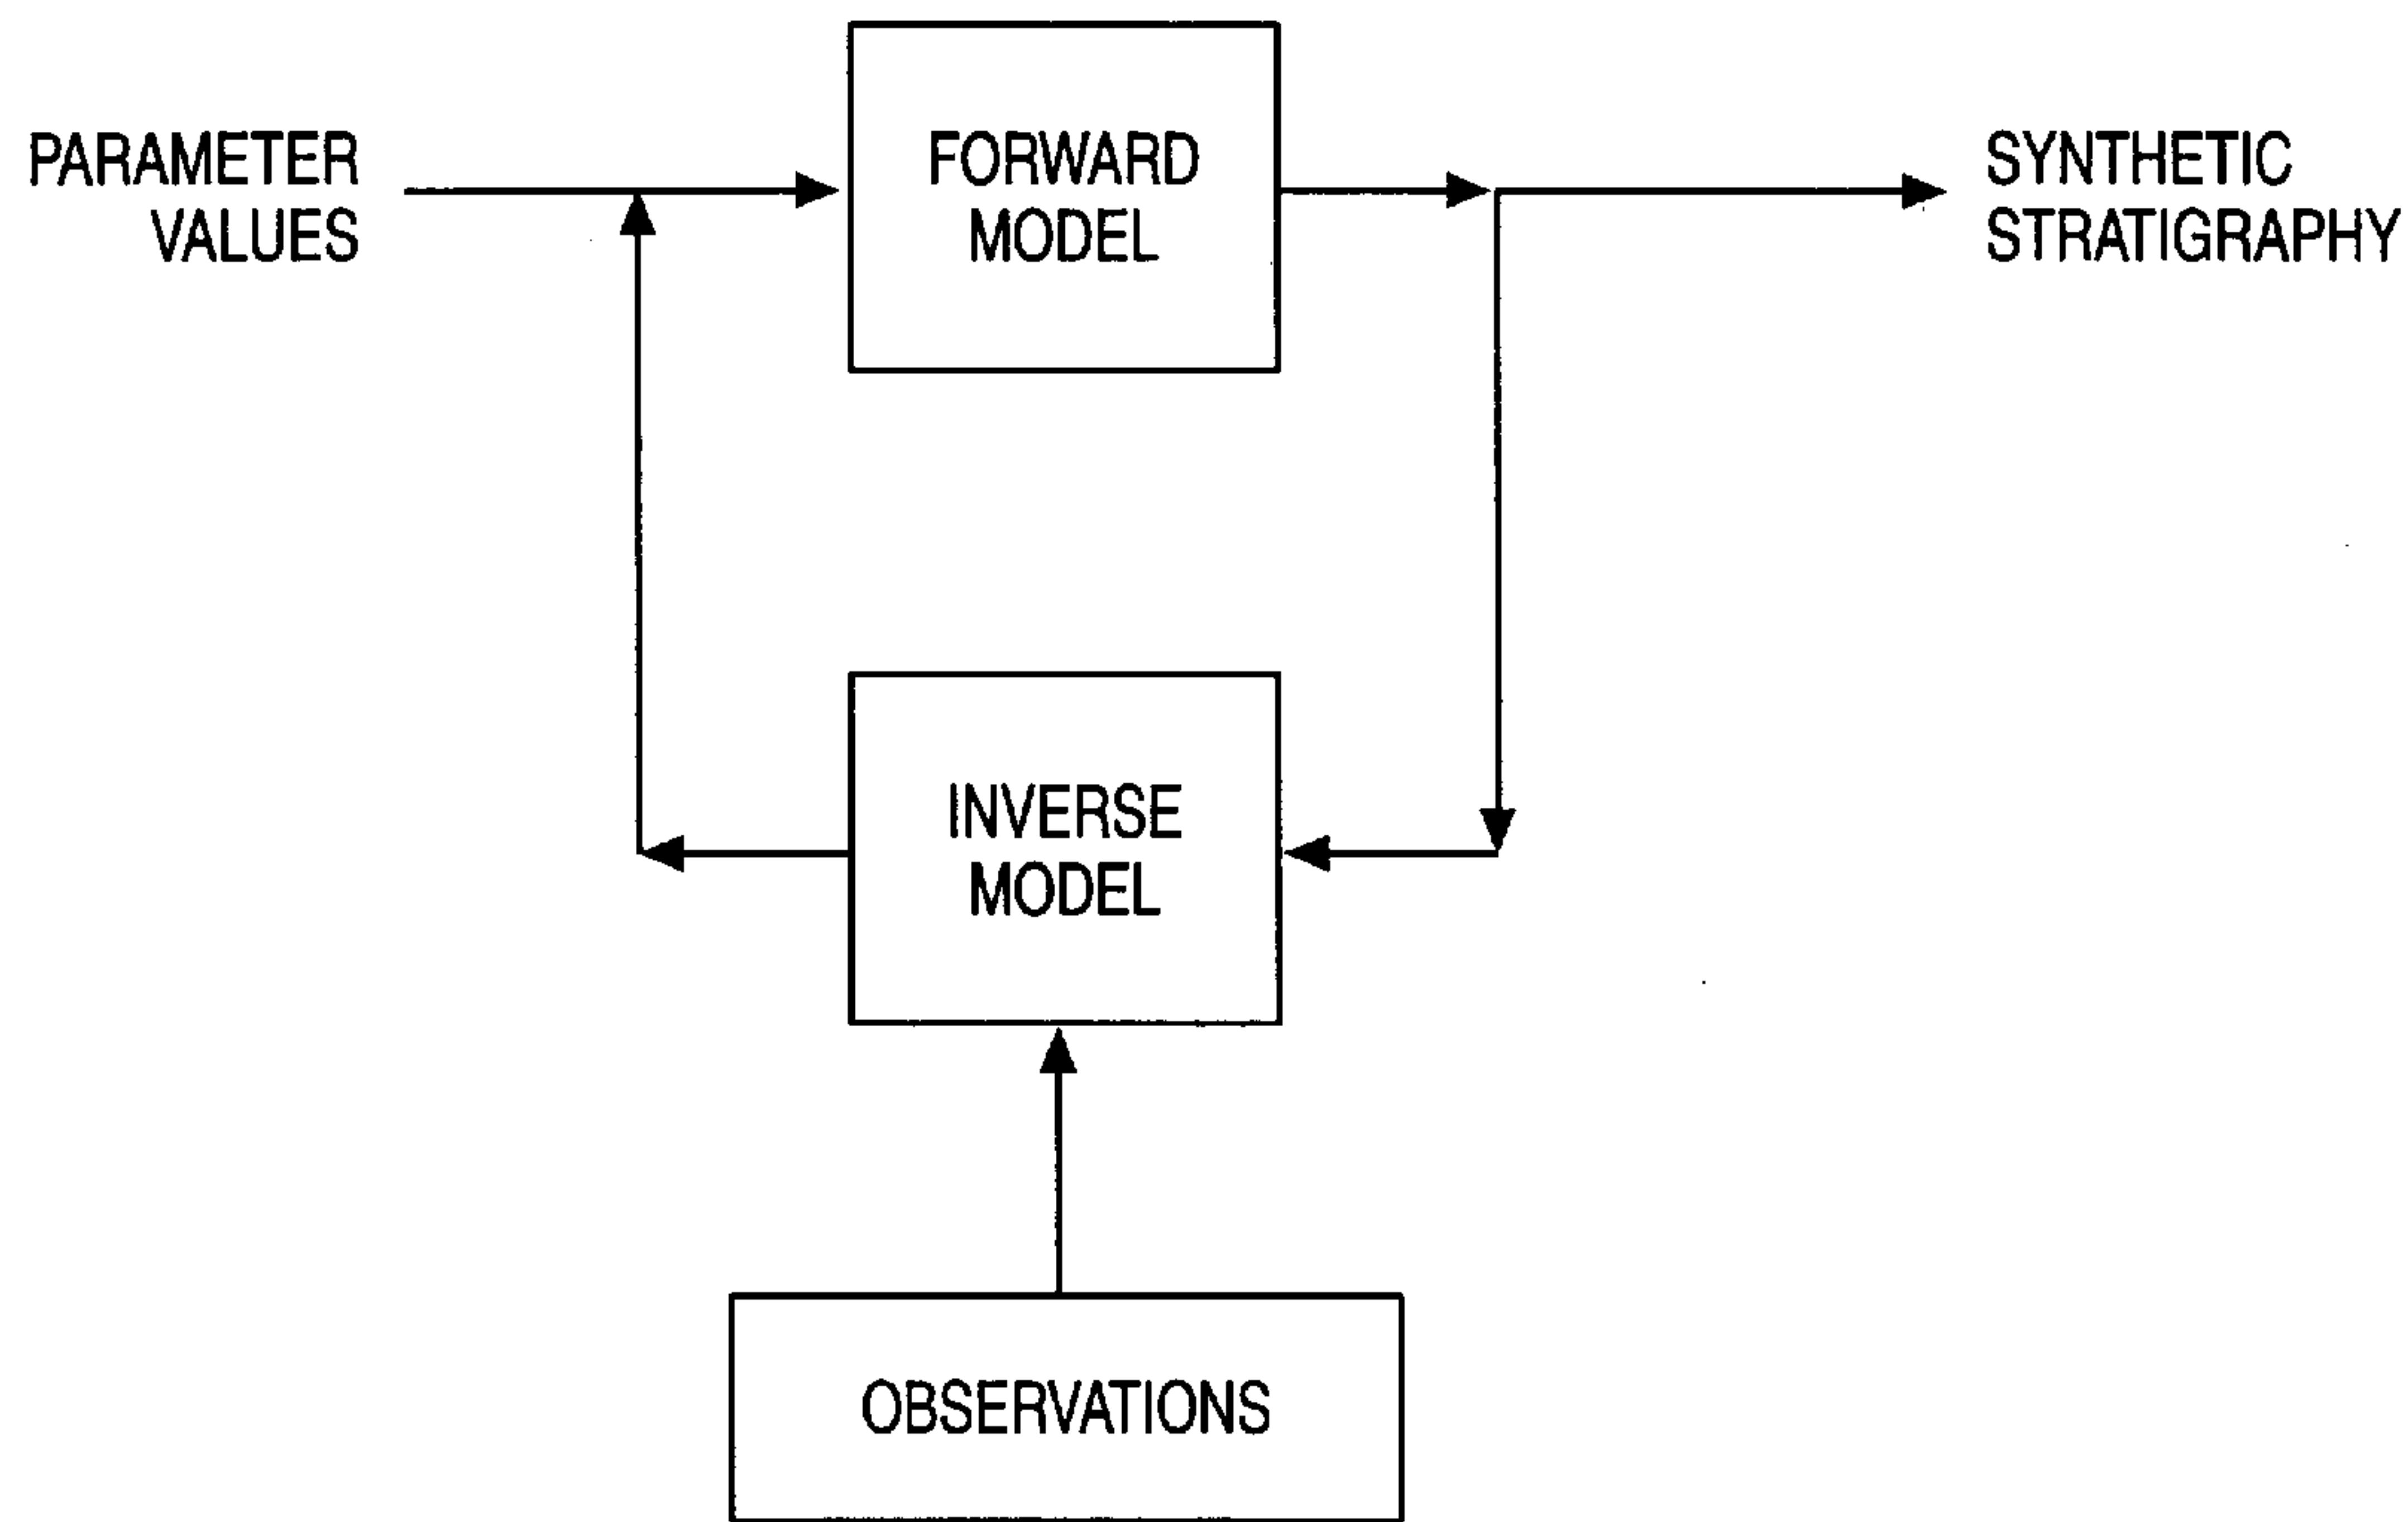 PARAMETER
VALUES
FORWARD
MODEL
SYNTHETIC
STRATIGRAPHY
INVERSE
MODEL
OBSERVATIONS